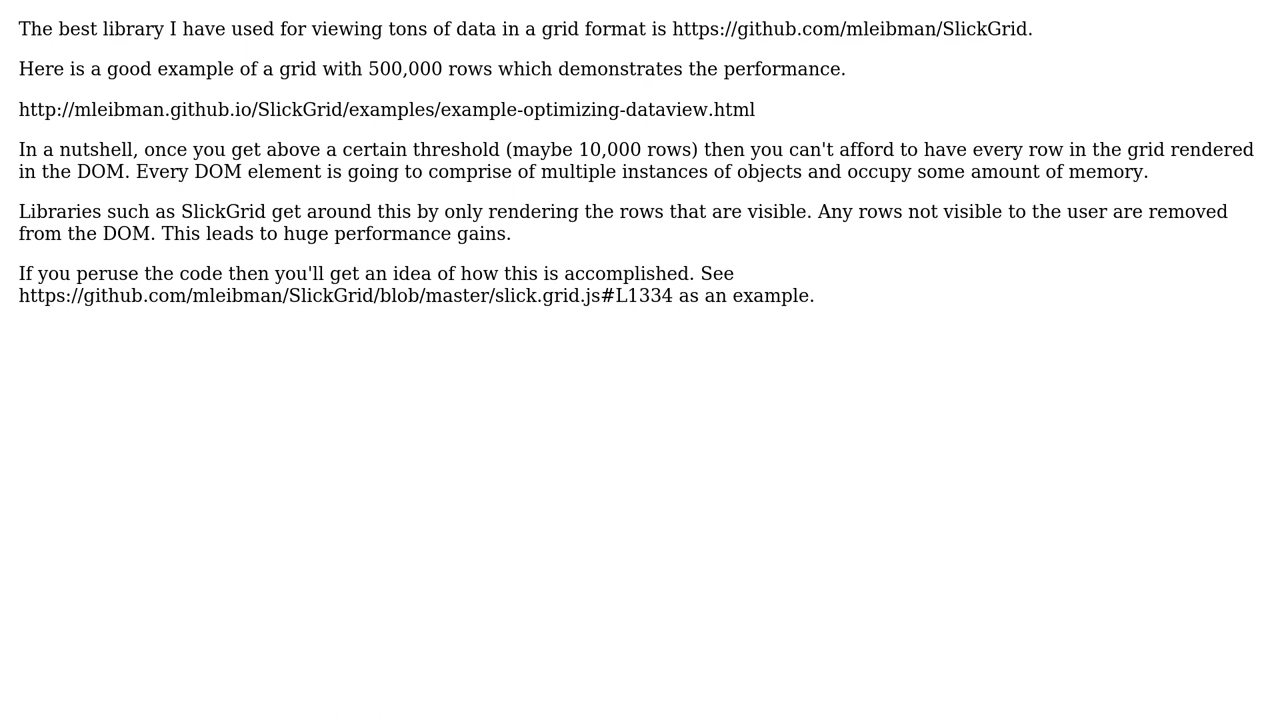 The best library I have used for viewing tons of data in a grid format is https://github.com/mleibman/SlickGrid.
Here is a good example of a grid with 500,000 rows which demonstrates the performance.
http://mleibman.github.io/SlickGrid/examples/example-optimizing-dataview.html
In a nutshell, once you get above a certain threshold (maybe 10,000 rows) then you can't afford to have every row in the grid rendered
in the DOM. Every DOM element is going to comprise of multiple instances of objects and occupy some amount of memory.
Libraries such as SlickGrid get around this by only rendering the rows that are visible. Any rows not visible to the user are removed
from the DOM. This leads to huge performance gains.
If you peruse the code then you'll get an idea of how this is accomplished. See
https://github.com/mleibman/SlickGrid/blob/master/slick.grid.js#L1334 as an example.